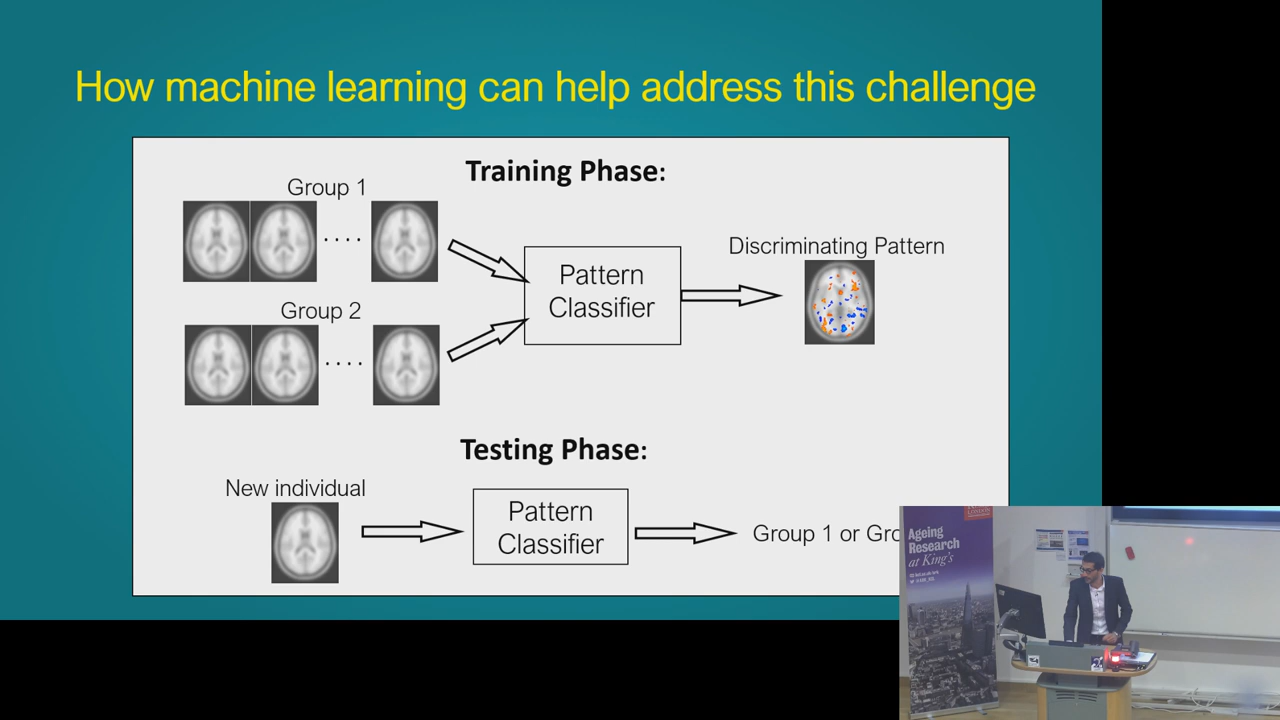 How machine learning can help address this challenge
Training Phase:
Group 1
· · · ·
Group 2
· · · ·
Pattern
Classifier
Discriminating Pattern
Testing Phase:
New individual
Pattern
Classifier
Group 1 or Gro
LONDON
Ageing
Research
at King's